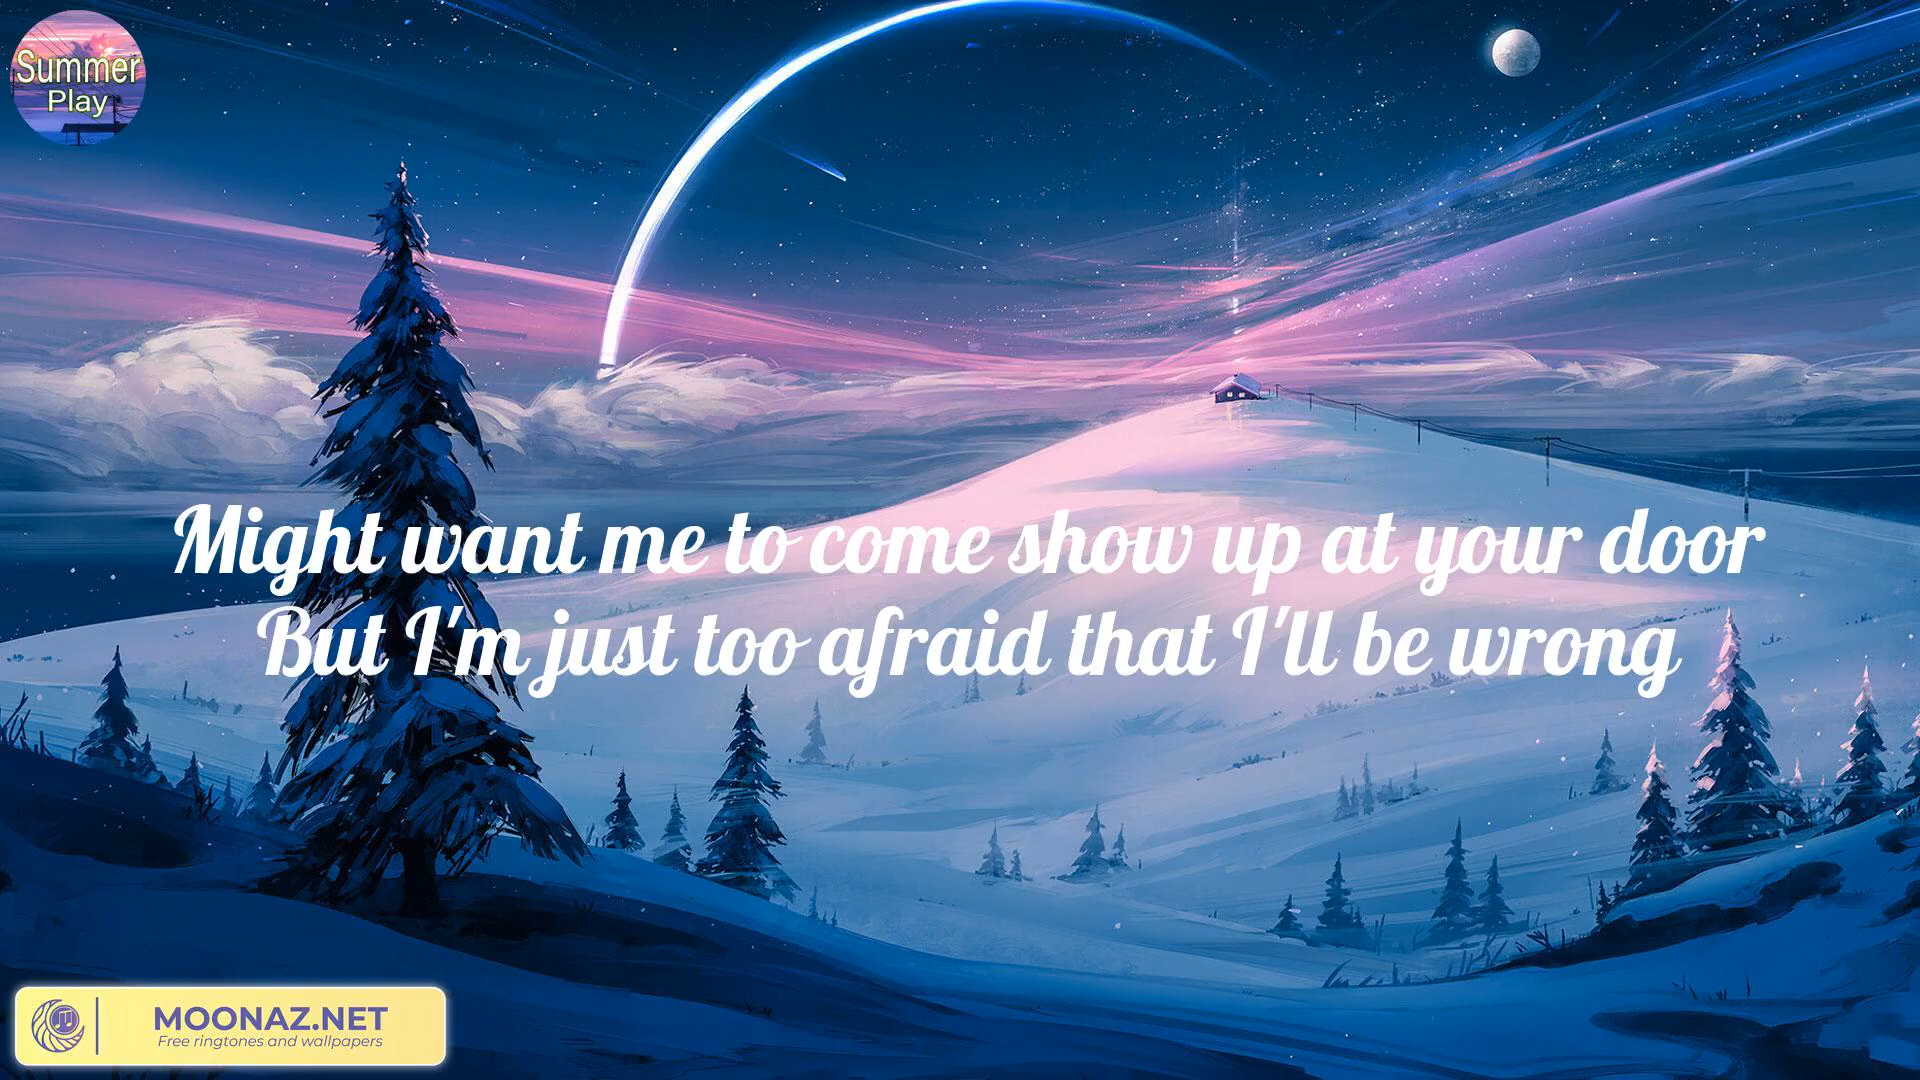 Summer
Play
Might want me to come show up at your door
But I'm just too afraid that I'll be wrong
MOONAZ.NET
Free ringtones and wallpapers